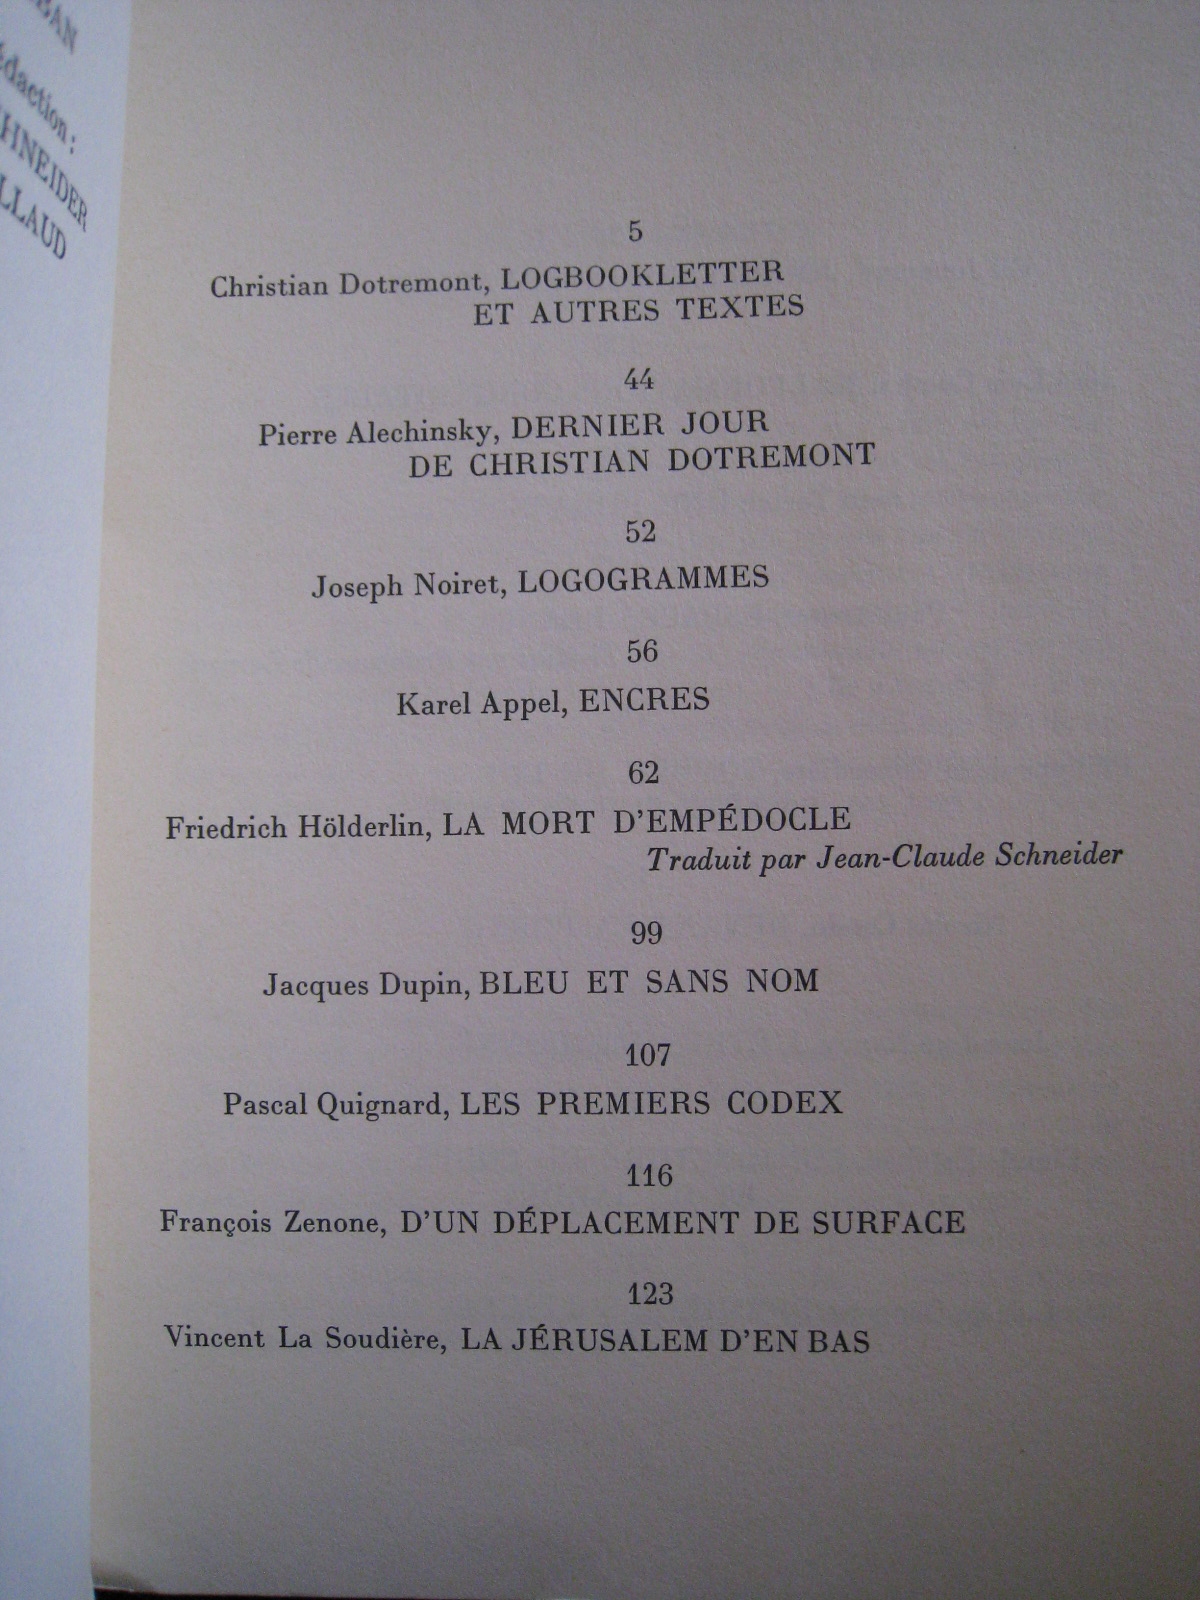 édaction :
5
Christian Dotremont, LOGBOOKLETTER
ET AUTRES TEXTES
44
Pierre Alechinsky, DERNIER JOUR
DE CHRISTIAN DOTREMONT
52
Joseph Noiret, LOGOGRAMMES
56
Karel Appel, ENCRES
62
Friedrich Hölderlin, LA MORT D'EMPÉDOCLE
Traduit par Jean-Claude Schneider
99
Jacques Dupin, BLEU ET SANS NOM
107
Pascal Quignard, LES PREMIERS CODEX
116
François Zenone, D'UN DÉPLACEMENT DE SURFACE
123
Vincent La Soudière, LA JÉRUSALEM D'EN BAS